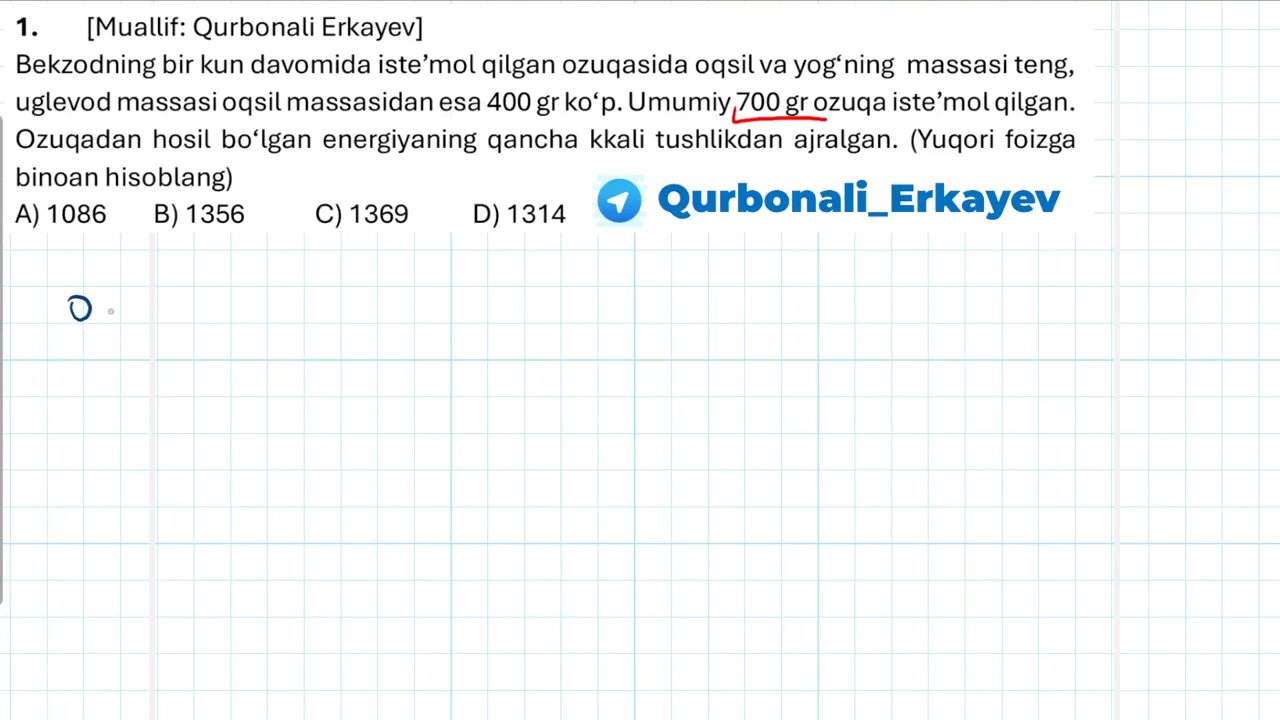 1. [Muallif: Qurbonali Erkayev]
Bekzodning bir kun davomida iste’mol qilgan ozuqasida oqsil va yog‘ning massasi teng,
uglevod massasi oqsil massasidan esa 400 gr ko‘p. Umumiy 700 gr ozuqa iste’mol qilgan.
Ozuqadan hosil bo‘lgan energiyaning qancha kkali tushlikdan ajralgan. (Yuqori foizga
binoan hisoblang)
A) 1086 B) 1356 C) 1369 D) 1314
Qurbonali_Erkayev
O